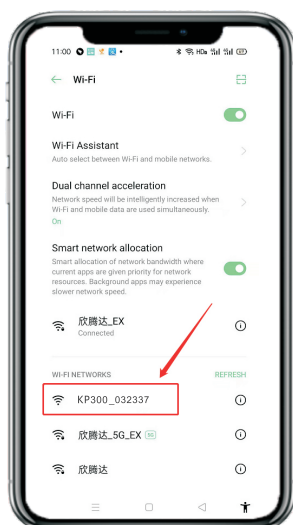 11:00
Wi-Fi
Wi-Fi
Wi-Fi Assistant
Auto select between Wi-Fi and mobile networks.
Dual channel acceleration
Network speed will be intelligently increased when
Wi-Fi and mobile data are used simultaneously.
On
Smart network allocation
Smart allocation of network bandwidth where
current apps are given priority for network
resources. Background apps may experience
slower network speed.
欣腾达_EX
Connected
WI-FI NETWORKS REFRESH
KP300_032337
欣腾达_5G_EX 5G
欣腾达